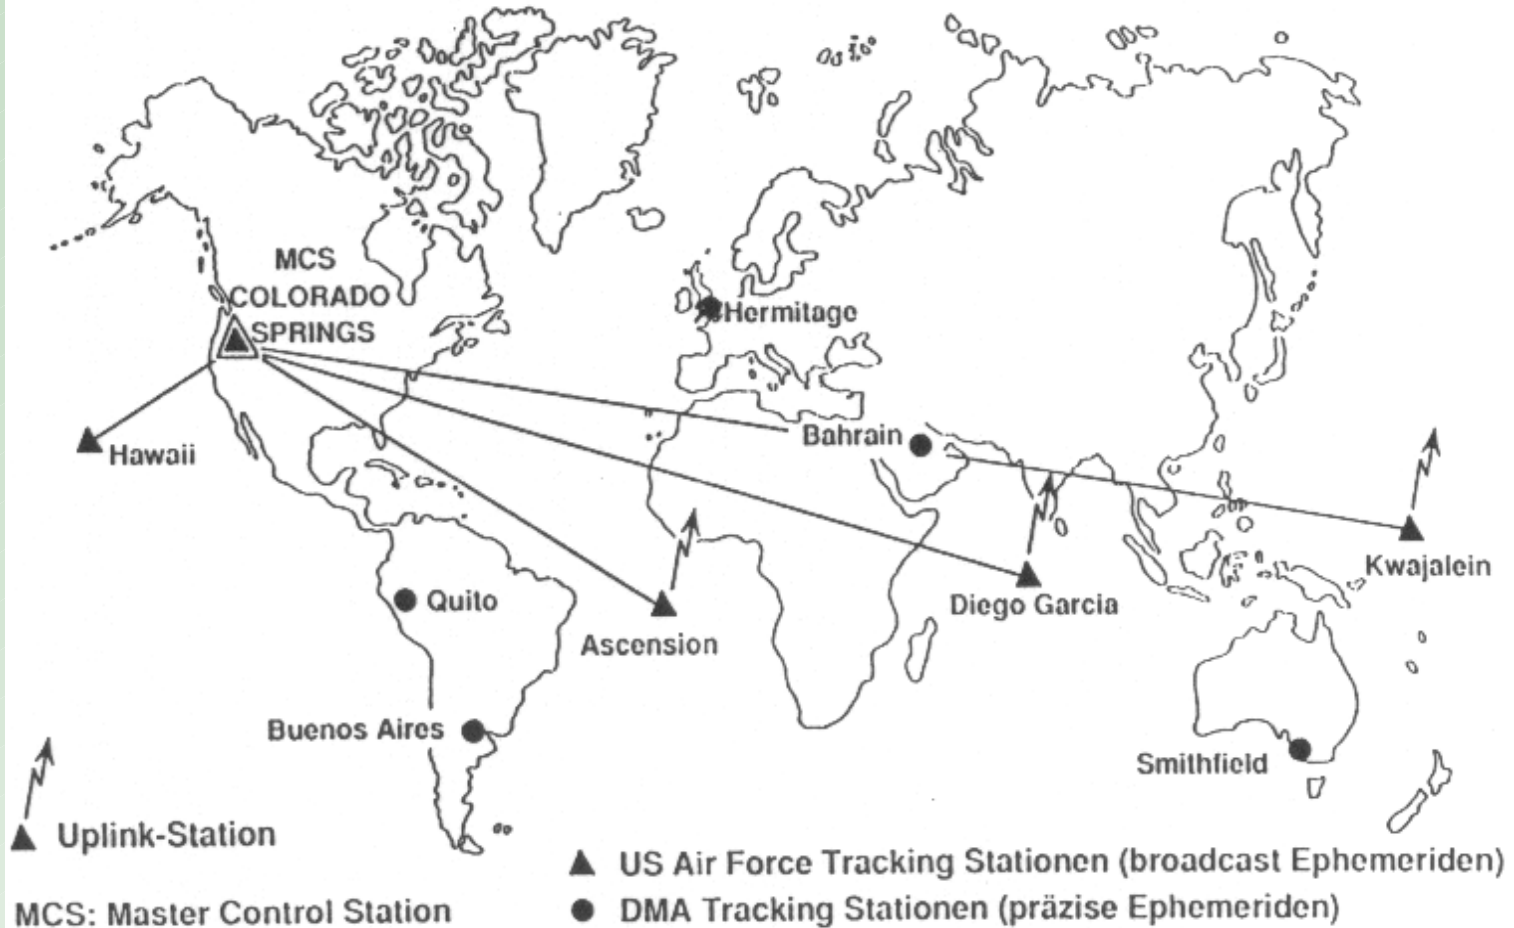 MCS
COLORADO
SPRINGS
Hermitage
Hawaii
Bahrain
Kwajalein
Quito
Diego Garcia
Ascension
Buenos Aires
Smithfield
Uplink-Station
US Air Force Tracking Stationen (broadcast Ephemeriden)
MCS: Master Control Station
DMA Tracking Stationen (präzise Ephemeriden)